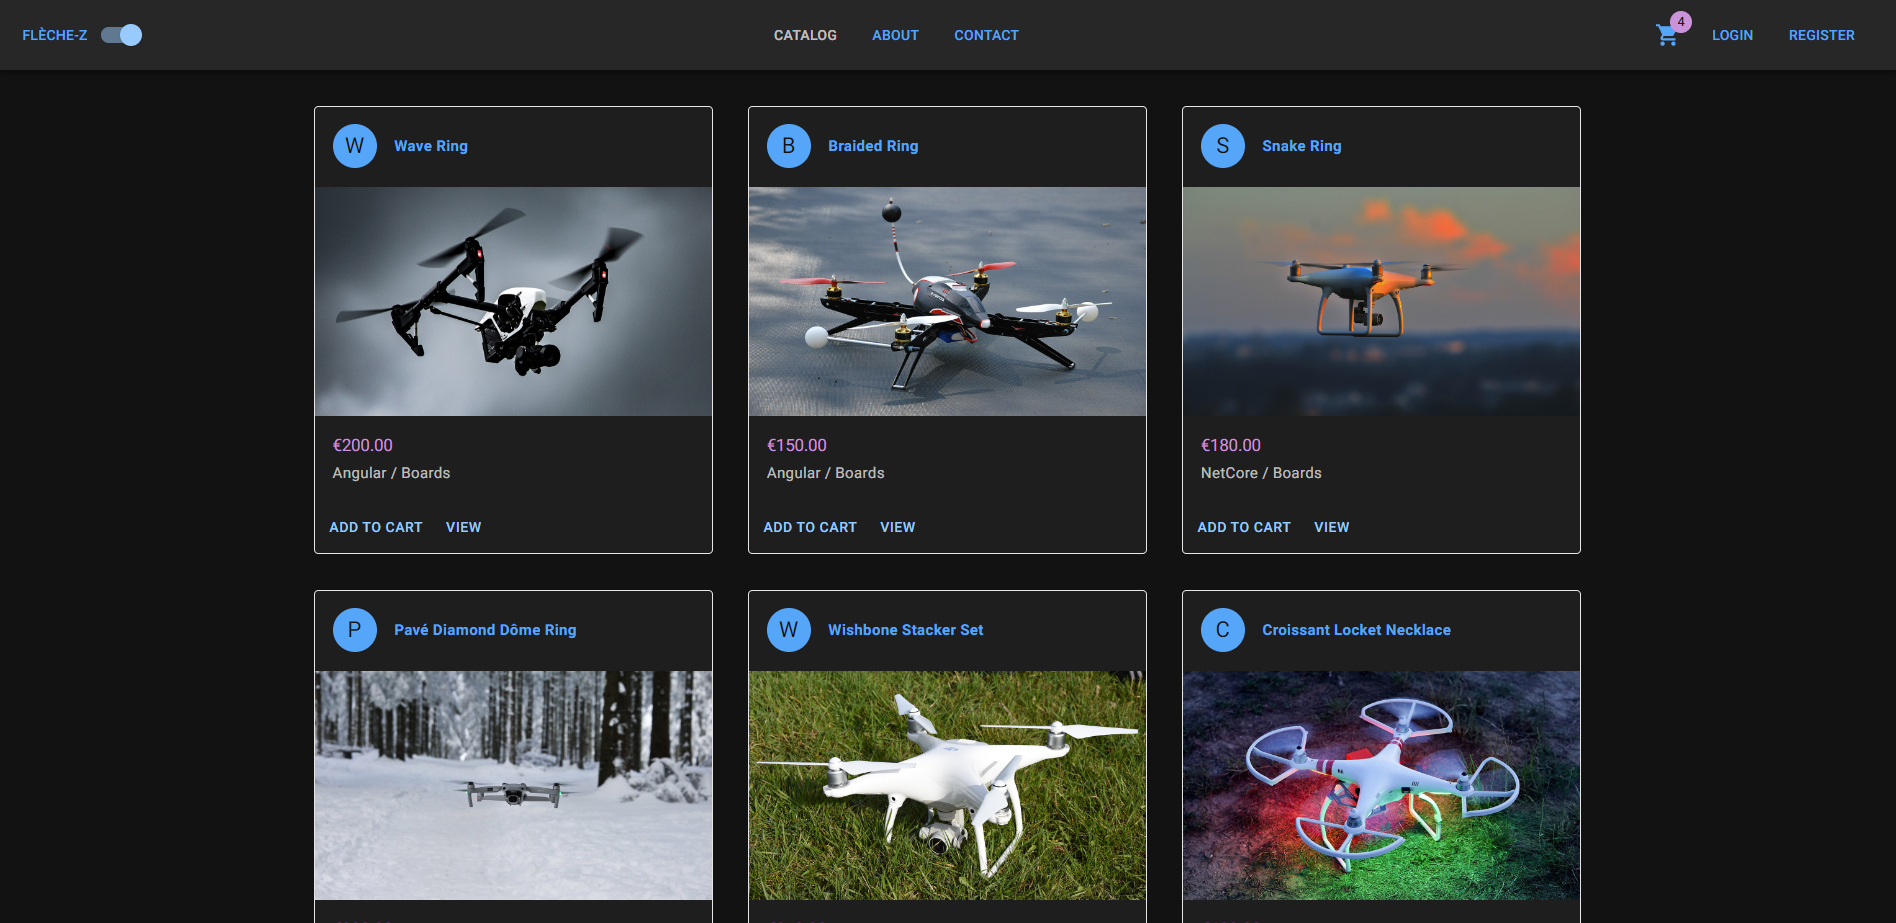 FLÈCHE-Z
CATALOG ABOUT CONTACT
4 LOGIN REGISTER
W Wave Ring
€200.00
Angular / Boards
ADD TO CART VIEW
B Braided Ring
€150.00
Angular / Boards
ADD TO CART VIEW
S Snake Ring
€180.00
NetCore / Boards
ADD TO CART VIEW
P Pavé Diamond Dôme Ring
W Wishbone Stacker Set
C Croissant Locket Necklace